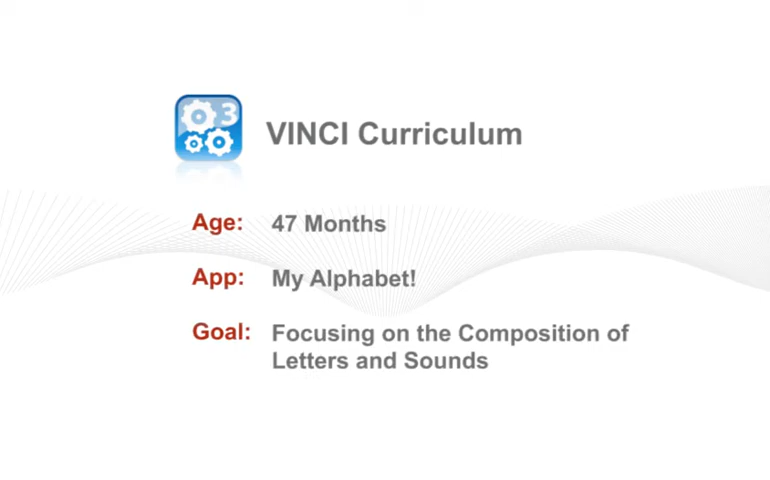 3
VINCI Curriculum
Age: 47 Months
App: My Alphabet!
Goal: Focusing on the Composition of
Letters and Sounds